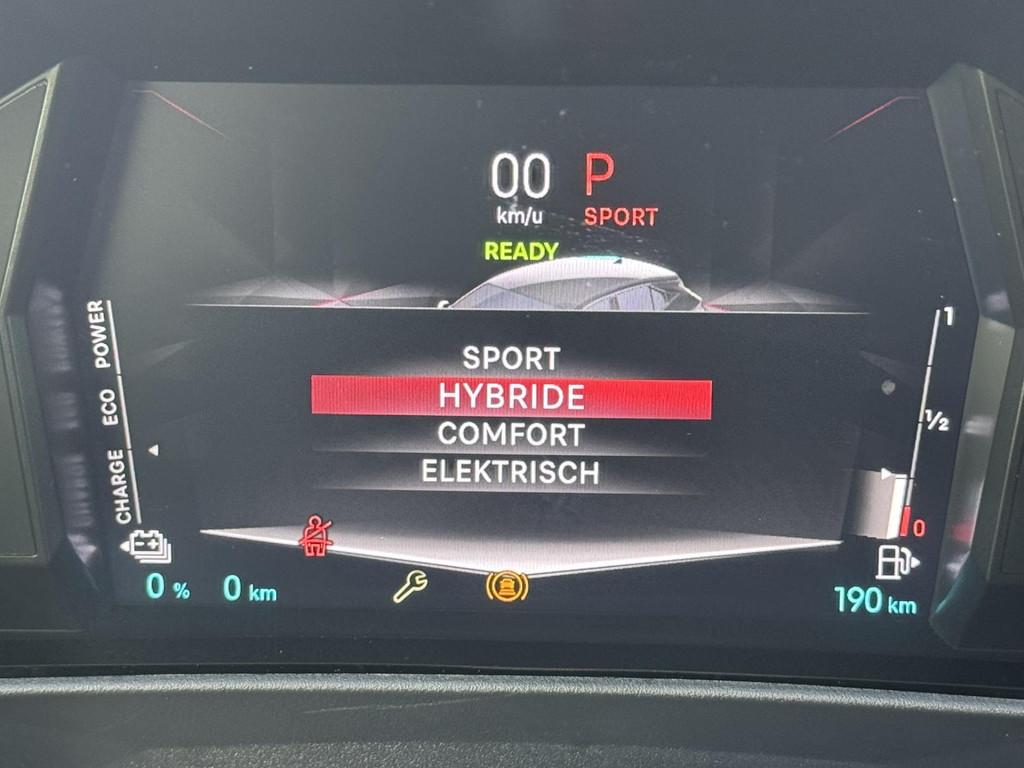 00 P
km/u SPORT
READY
POWER
ECO
CHARGE
SPORT
HYBRIDE
COMFORT
ELEKTRISCH
1
1/2
0
0 % 0 km
190 km